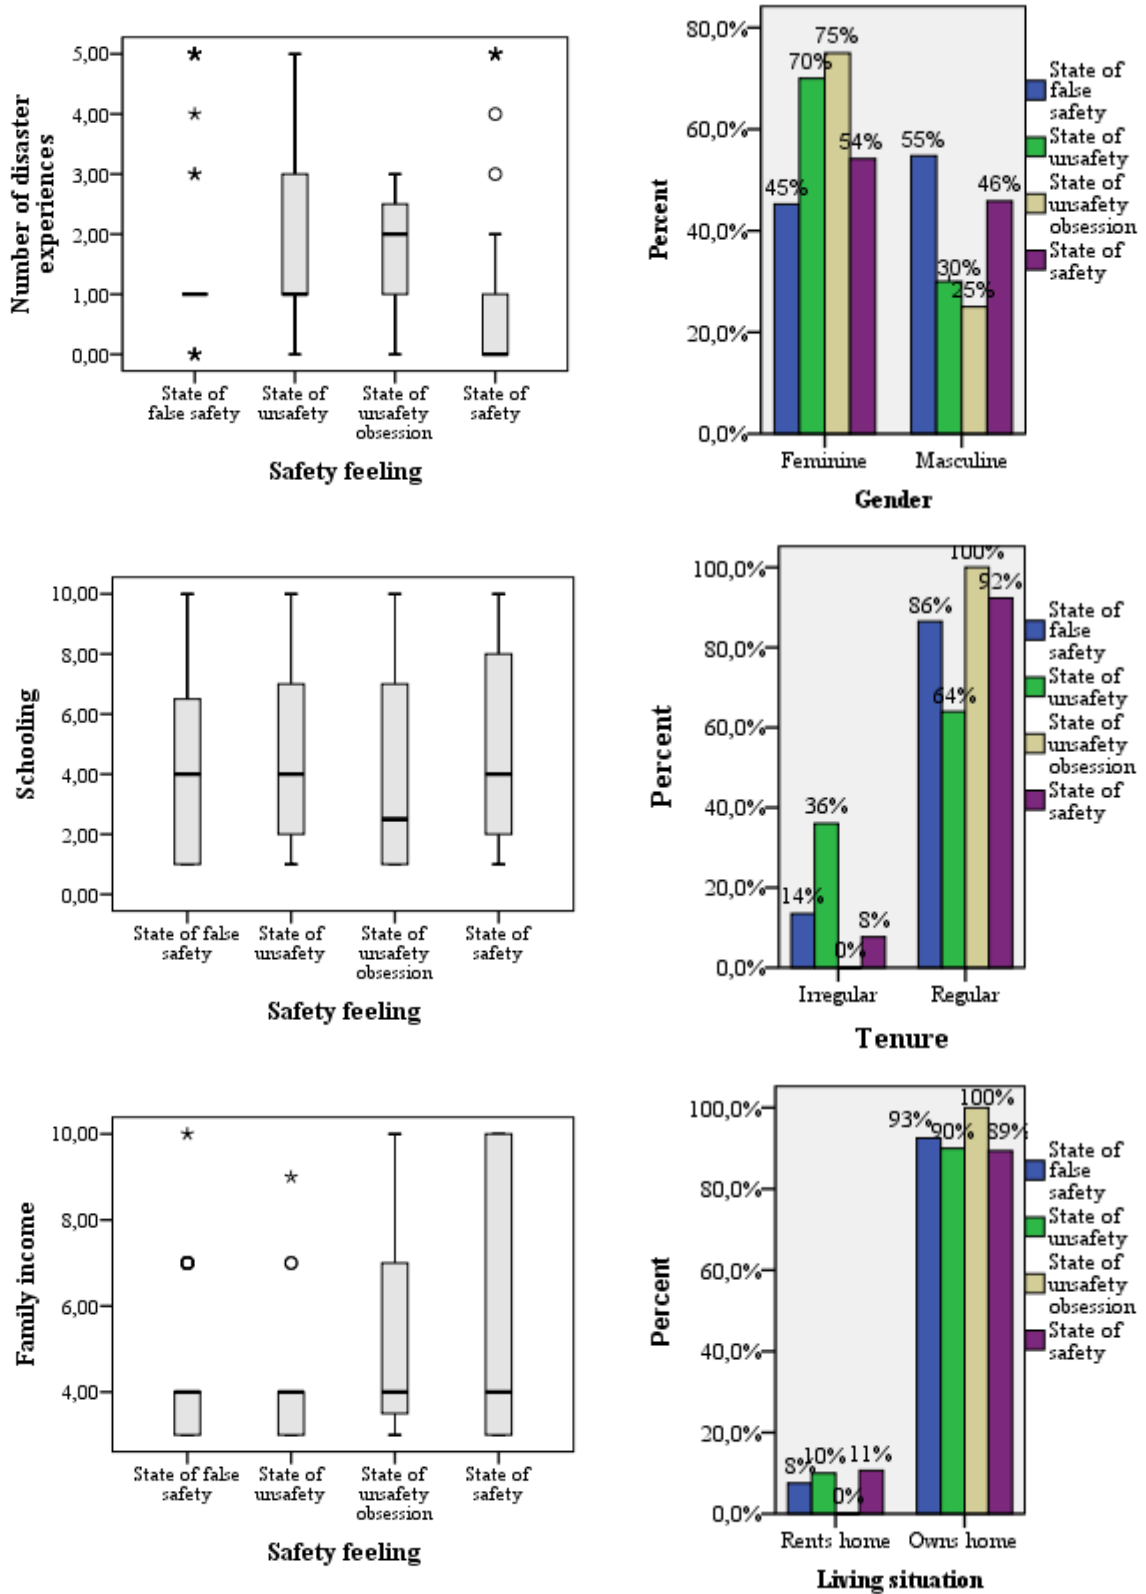 Number of disaster
experiences
5,00
4,00
3,00
2,00
1,00
0,00
State of
false safety
State of
unsafety
State of
unsafety
obsession
State of
safety
Safety feeling
Percent
80,0%
60,0%
40,0%
20,0%
0,0%
45%
70%
75%
54%
55%
30%
25%
46%
Feminine
Masculine
Gender
State of
false
safety
State of
unsafety
State of
unsafety
obsession
State of
safety
Schooling
10,00
8,00
6,00
4,00
2,00
0,00
State of false
safety
State of
unsafety
State of
unsafety
obsession
State of
safety
Safety feeling
Percent
100,0%
80,0%
60,0%
40,0%
20,0%
0,0%
14%
36%
0%
8%
86%
64%
100%
92%
Irregular
Regular
Tenure
State of
false
safety
State of
unsafety
State of
unsafety
obsession
State of
safety
Family income
10,00
8,00
6,00
4,00
State of false
safety
State of
unsafety
State of
unsafety
obsession
State of
safety
Safety feeling
Percent
100,0%
80,0%
60,0%
40,0%
20,0%
0,0%
8%
10%
0%
11%
93%
90%
100%
89%
Rents home
Owns home
Living situation
State of
false
safety
State of
unsafety
State of
unsafety
obsession
State of
safety